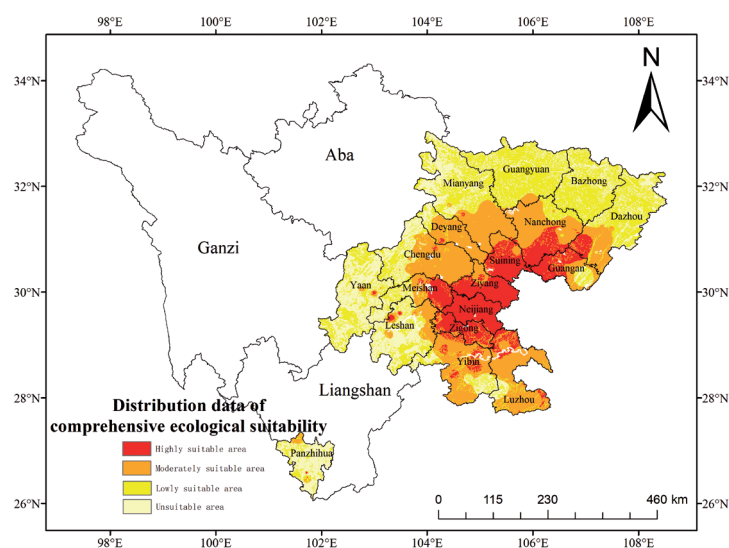 98°E 100°E 102°E 104°E 106°E 108°E
N
34°N 34°N
Aba
Guangyuan
Mianyang Bazhong
32°N 32°N
Dazhou
Nanchong
Deyang
Ganzi
Chengdu Suining
Guangan
Yaan Meishan Ziyang
30°N 30°N
Neijiang
Leshan Zigong
Yibin
Liangshan
Luzhou
28°N 28°N
Distribution data of
comprehensive ecological suitability
Highly suitable area
Panzhihua
Moderately suitable area
Lowly suitable area
Unsuitable area
0 115 230 460 km
26°N 26°N
98°E 100°E 102°E 104°E 106°E 108°E